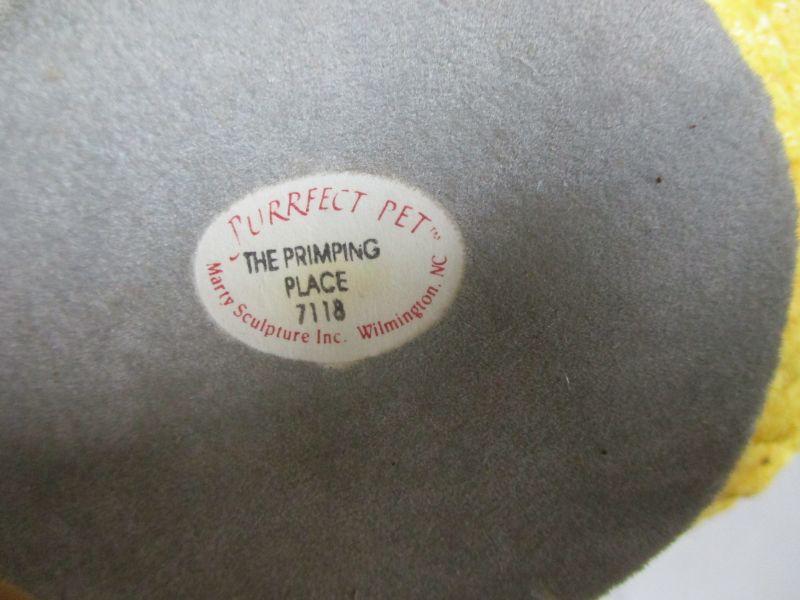 PURRFECT PET™
THE PRIMPING
PLACE
7118
Marty Sculpture Inc. Wilmington, NC